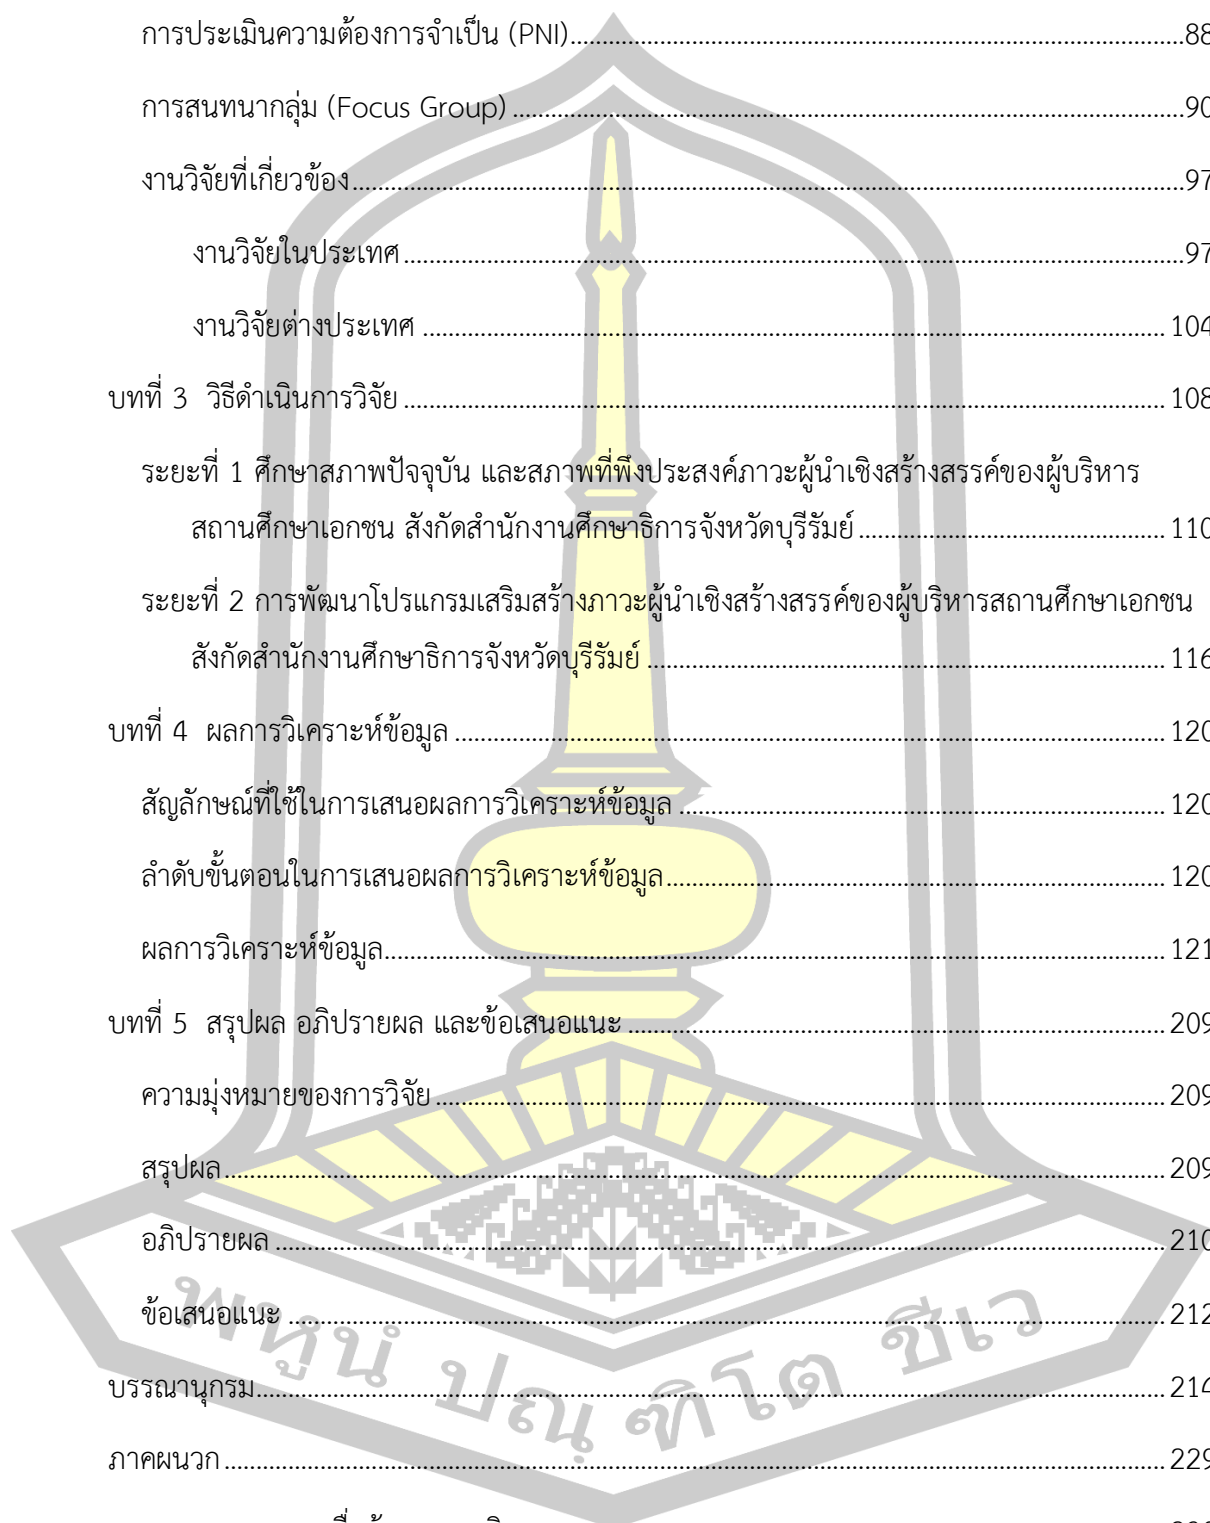 การประเมินความต้องการจำเป็น (PNI)...........................................................................................88
การสนทนากลุ่ม (Focus Group) ....................................................................................................90
งานวิจัยที่เกี่ยวข้อง............................................................................................................................97
งานวิจัยในประเทศ ....................................................................................................................97
งานวิจัยต่างประเทศ ............................................................................................................... 104
บทที่ 3 วิธีดำเนินการวิจัย ................................................................................................................. 108
ระยะที่ 1 ศึกษาสภาพปัจจุบัน และสภาพที่พึงประสงค์ภาวะผู้นำเชิงสร้างสรรค์ของผู้บริหาร
สถานศึกษาเอกชน สังกัดสำนักงานศึกษาธิการจังหวัดบุรีรัมย์ .............................................. 110
ระยะที่ 2 การพัฒนาโปรแกรมเสริมสร้างภาวะผู้นำเชิงสร้างสรรค์ของผู้บริหารสถานศึกษาเอกชน
สังกัดสำนักงานศึกษาธิการจังหวัดบุรีรัมย์ ............................................................................. 116
บทที่ 4 ผลการวิเคราะห์ข้อมูล .......................................................................................................... 120
สัญลักษณ์ที่ใช้ในการเสนอผลการวิเคราะห์ข้อมูล ........................................................................ 120
ลำดับขั้นตอนในการเสนอผลการวิเคราะห์ข้อมูล.......................................................................... 120
ผลการวิเคราะห์ข้อมูล.................................................................................................................... 121
บทที่ 5 สรุปผล อภิปรายผล และข้อเสนอแนะ ................................................................................ 209
ความมุ่งหมายของการวิจัย ............................................................................................................. 209
สรุปผล ............................................................................................................................................ 209
อภิปรายผล ..................................................................................................................................... 210
ข้อเสนอแนะ ................................................................................................................................... 212
บรรณานุกรม..................................................................................................................................... 214
ภาคผนวก ......................................................................................................................................... 229
พหูนํ ปณฺฑิโต ชีเว